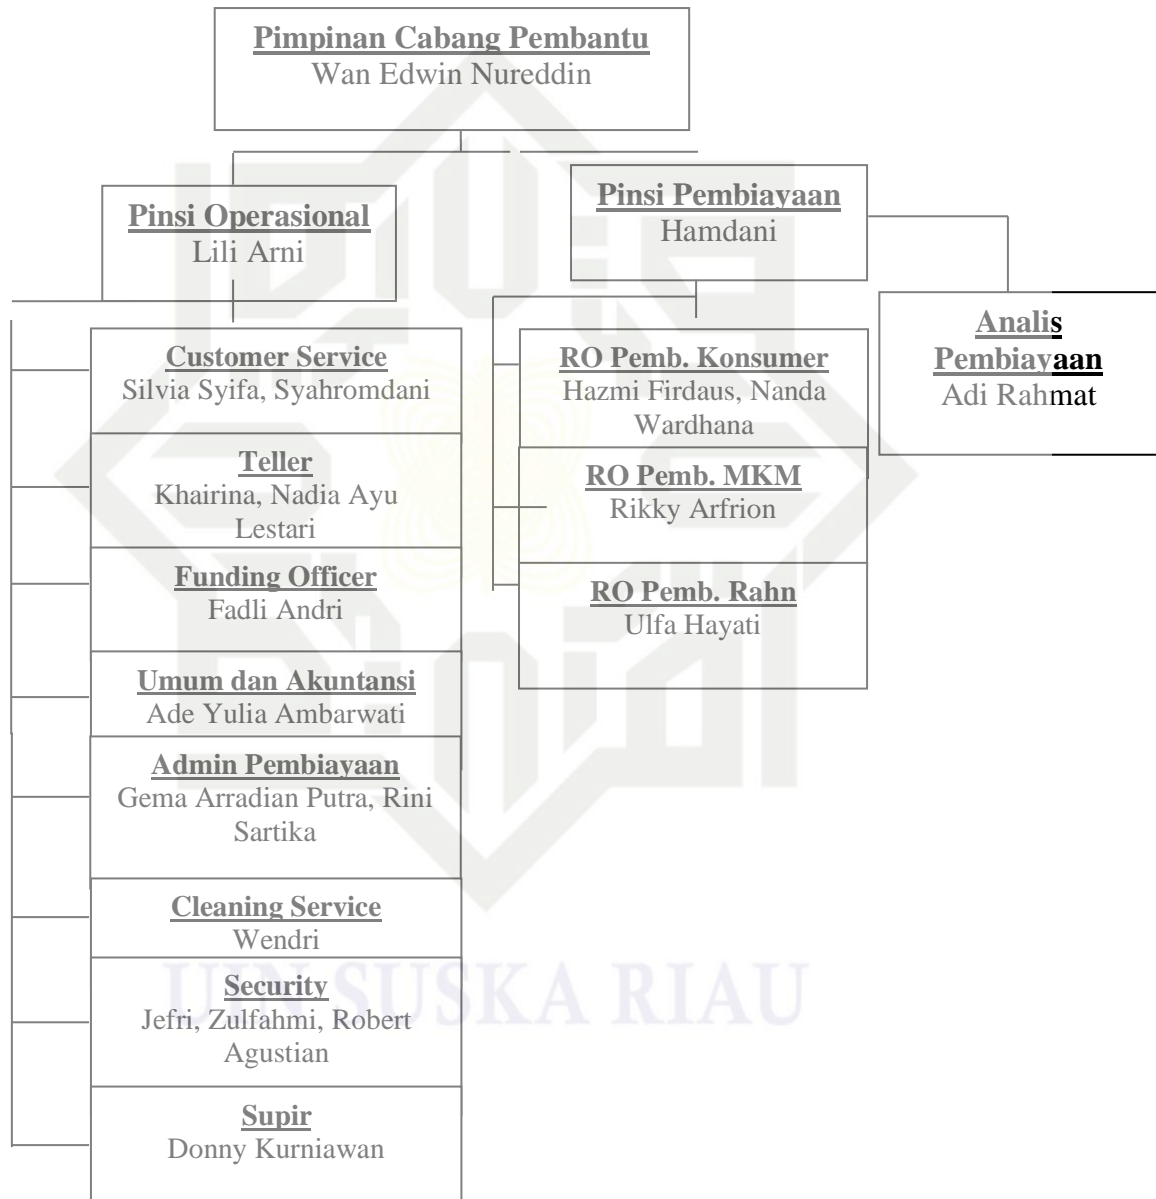 Pimpinan Cabang Pembantu
Wan Edwin Nureddin
Pinsi Operasional
Lili Arni
Pinsi Pembiayaan
Hamdani
Analis
Pembiayaan
Adi Rahmat
Customer Service
Silvia Syifa, Syahromdani
Teller
Khairina, Nadia Ayu
Lestari
Funding Officer
Fadli Andri
Umum dan Akuntansi
Ade Yulia Ambarwati
Admin Pembiayaan
Gema Arradian Putra, Rini
Sartika
Cleaning Service
Wendri
Security
Jefri, Zulfahmi, Robert
Agustian
Supir
Donny Kurniawan
RO Pemb. Konsumer
Hazmi Firdaus, Nanda
Wardhana
RO Pemb. MKM
Rikky Arfrion
RO Pemb. Rahn
Ulfa Hayati
UIN SUSKA RIAU